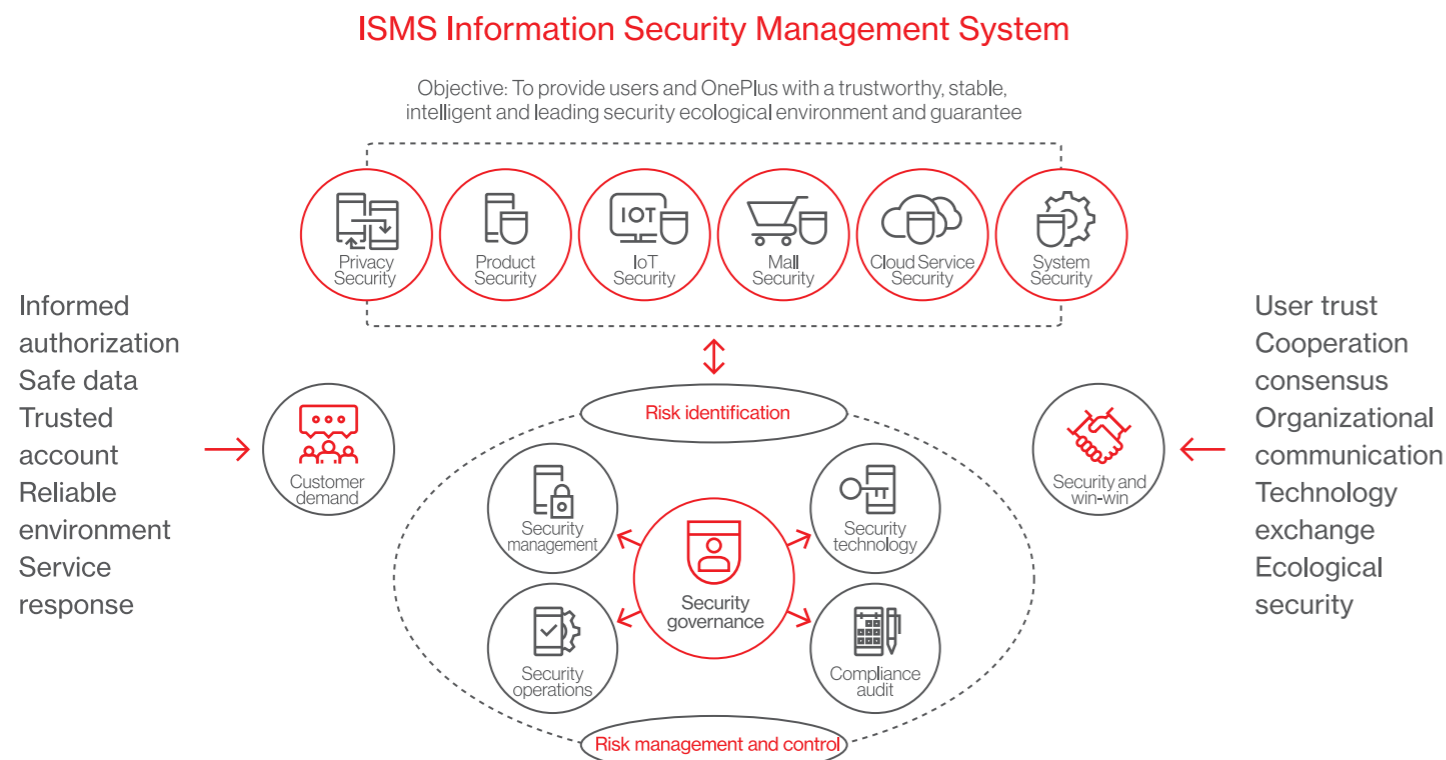 ISMS Information Security Management System
Objective: To provide users and OnePlus with a trustworthy, stable,
intelligent and leading security ecological environment and guarantee
Privacy
Security
Product
Security
IOT
IoT
Security
Mall
Security
Cloud Service
Security
System
Security
Informed
authorization
Safe data
Trusted
account
Reliable
environment
Service
response
Customer
demand
Risk identification
Security
management
Security
technology
Security
governance
Security
operations
Compliance
audit
Risk management and control
Security and
win-win
User trust
Cooperation
consensus
Organizational
communication
Technology
exchange
Ecological
security